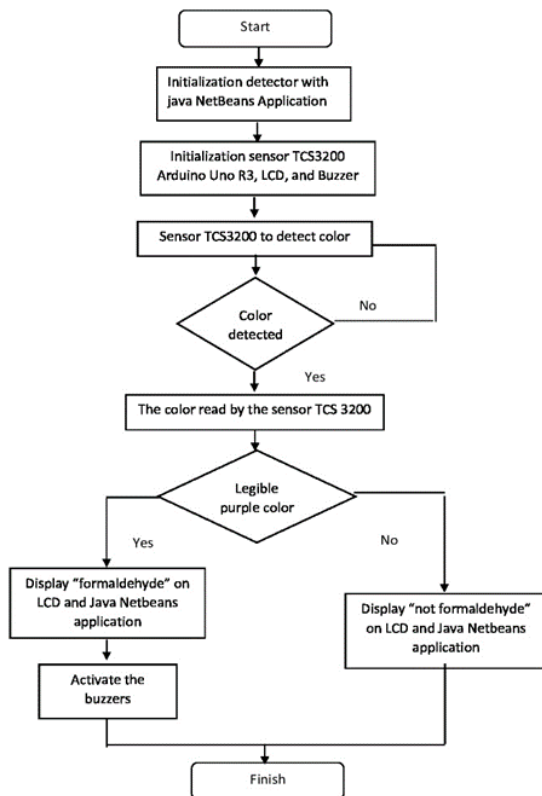 Start
Initialization detector with
java NetBeans Application
Initialization sensor TCS3200
Arduino Uno R3, LCD, and Buzzer
Sensor TCS3200 to detect color
Color
detected
No
Yes
The color read by the sensor TCS 3200
Legible
purple color
Yes
No
Display “formaldehyde” on
LCD and Java Netbeans
application
Display “not formaldehyde”
on LCD and Java Netbeans
application
Activate the
buzzers
Finish